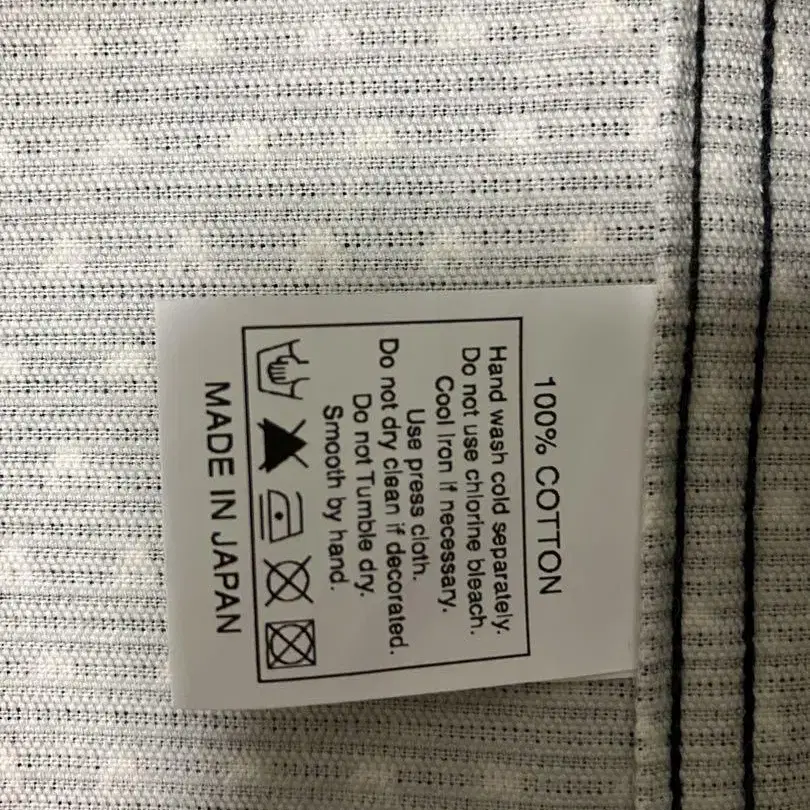 100% COTTON
Hand wash cold separately.
Do not use chlorine bleach.
Cool Iron if necessary.
Use press cloth.
Do not dry clean if decorated.
Do not Tumble dry.
Smooth by hand.
MADE IN JAPAN